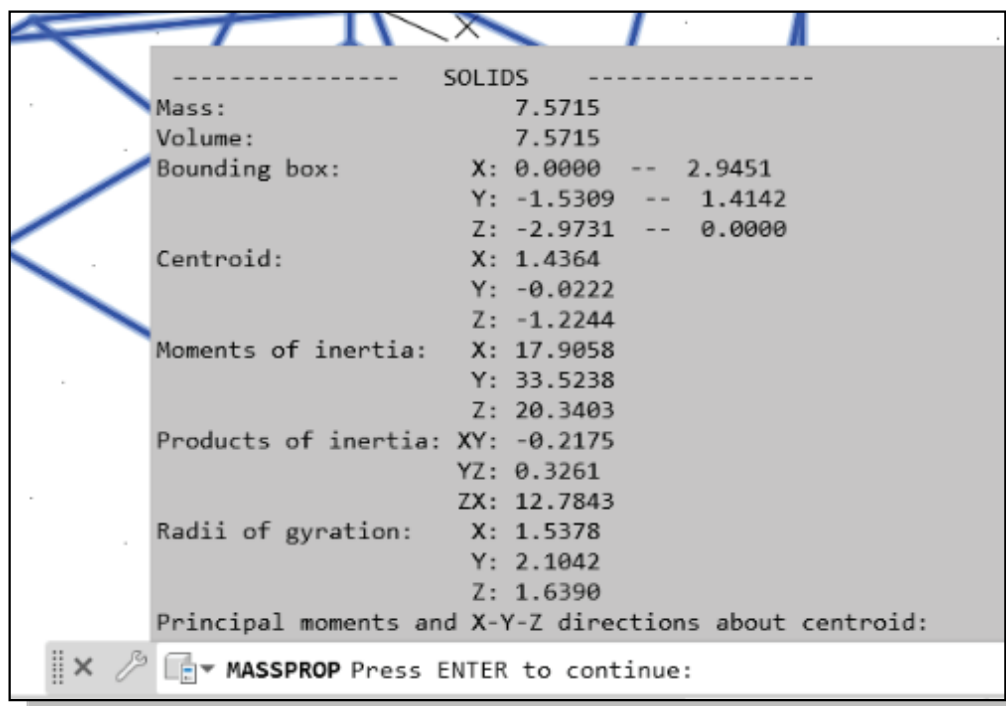 ---------------- SOLIDS ----------------
Mass: 7.5715
Volume: 7.5715
Bounding box: X: 0.0000 -- 2.9451
Y: -1.5309 -- 1.4142
Z: -2.9731 -- 0.0000
Centroid: X: 1.4364
Y: -0.0222
Z: -1.2244
Moments of inertia: X: 17.9058
Y: 33.5238
Z: 20.3403
Products of inertia: XY: -0.2175
YZ: 0.3261
ZX: 12.7843
Radii of gyration: X: 1.5378
Y: 2.1042
Z: 1.6390
Principal moments and X-Y-Z directions about centroid:
MASSPROP Press ENTER to continue: